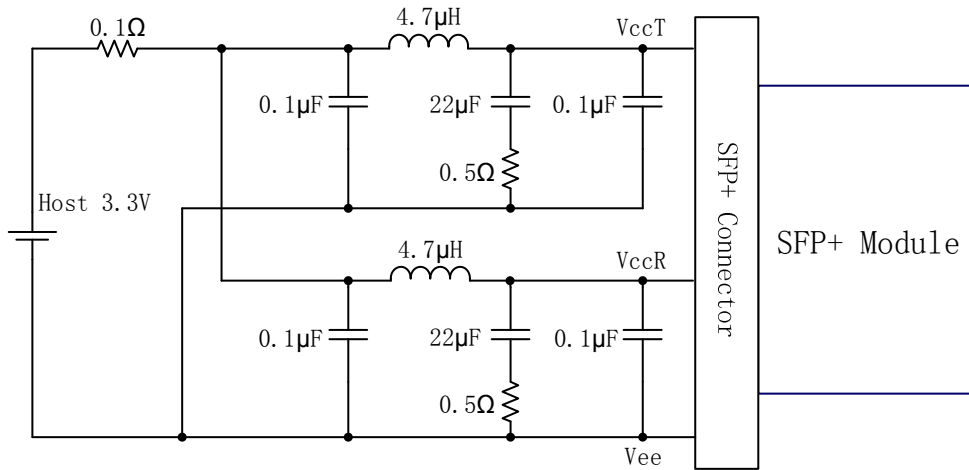 0.1Ω
4.7μH
VccT
0.1μF
22μF
0.1μF
0.5Ω
Host 3.3V
SFP+ Connector
SFP+ Module
4.7μH
VccR
0.1μF
22μF
0.1μF
0.5Ω
Vee